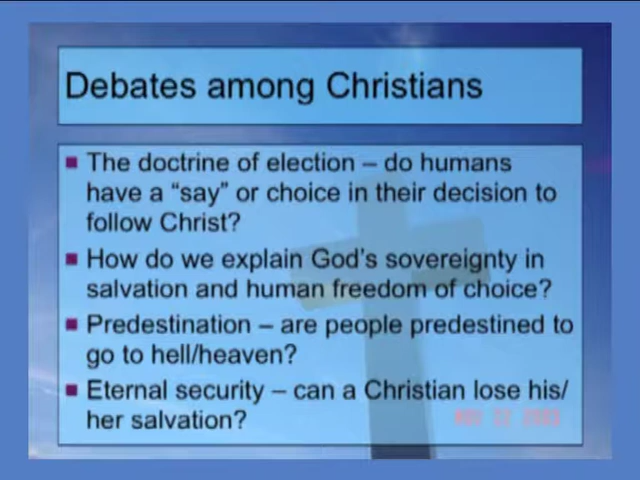 Debates among Christians
The doctrine of election – do humans
have a “say” or choice in their decision to
follow Christ?
How do we explain God’s sovereignty in
salvation and human freedom of choice?
Predestination – are people predestined to
go to hell/heaven?
Eternal security – can a Christian lose his/
her salvation?